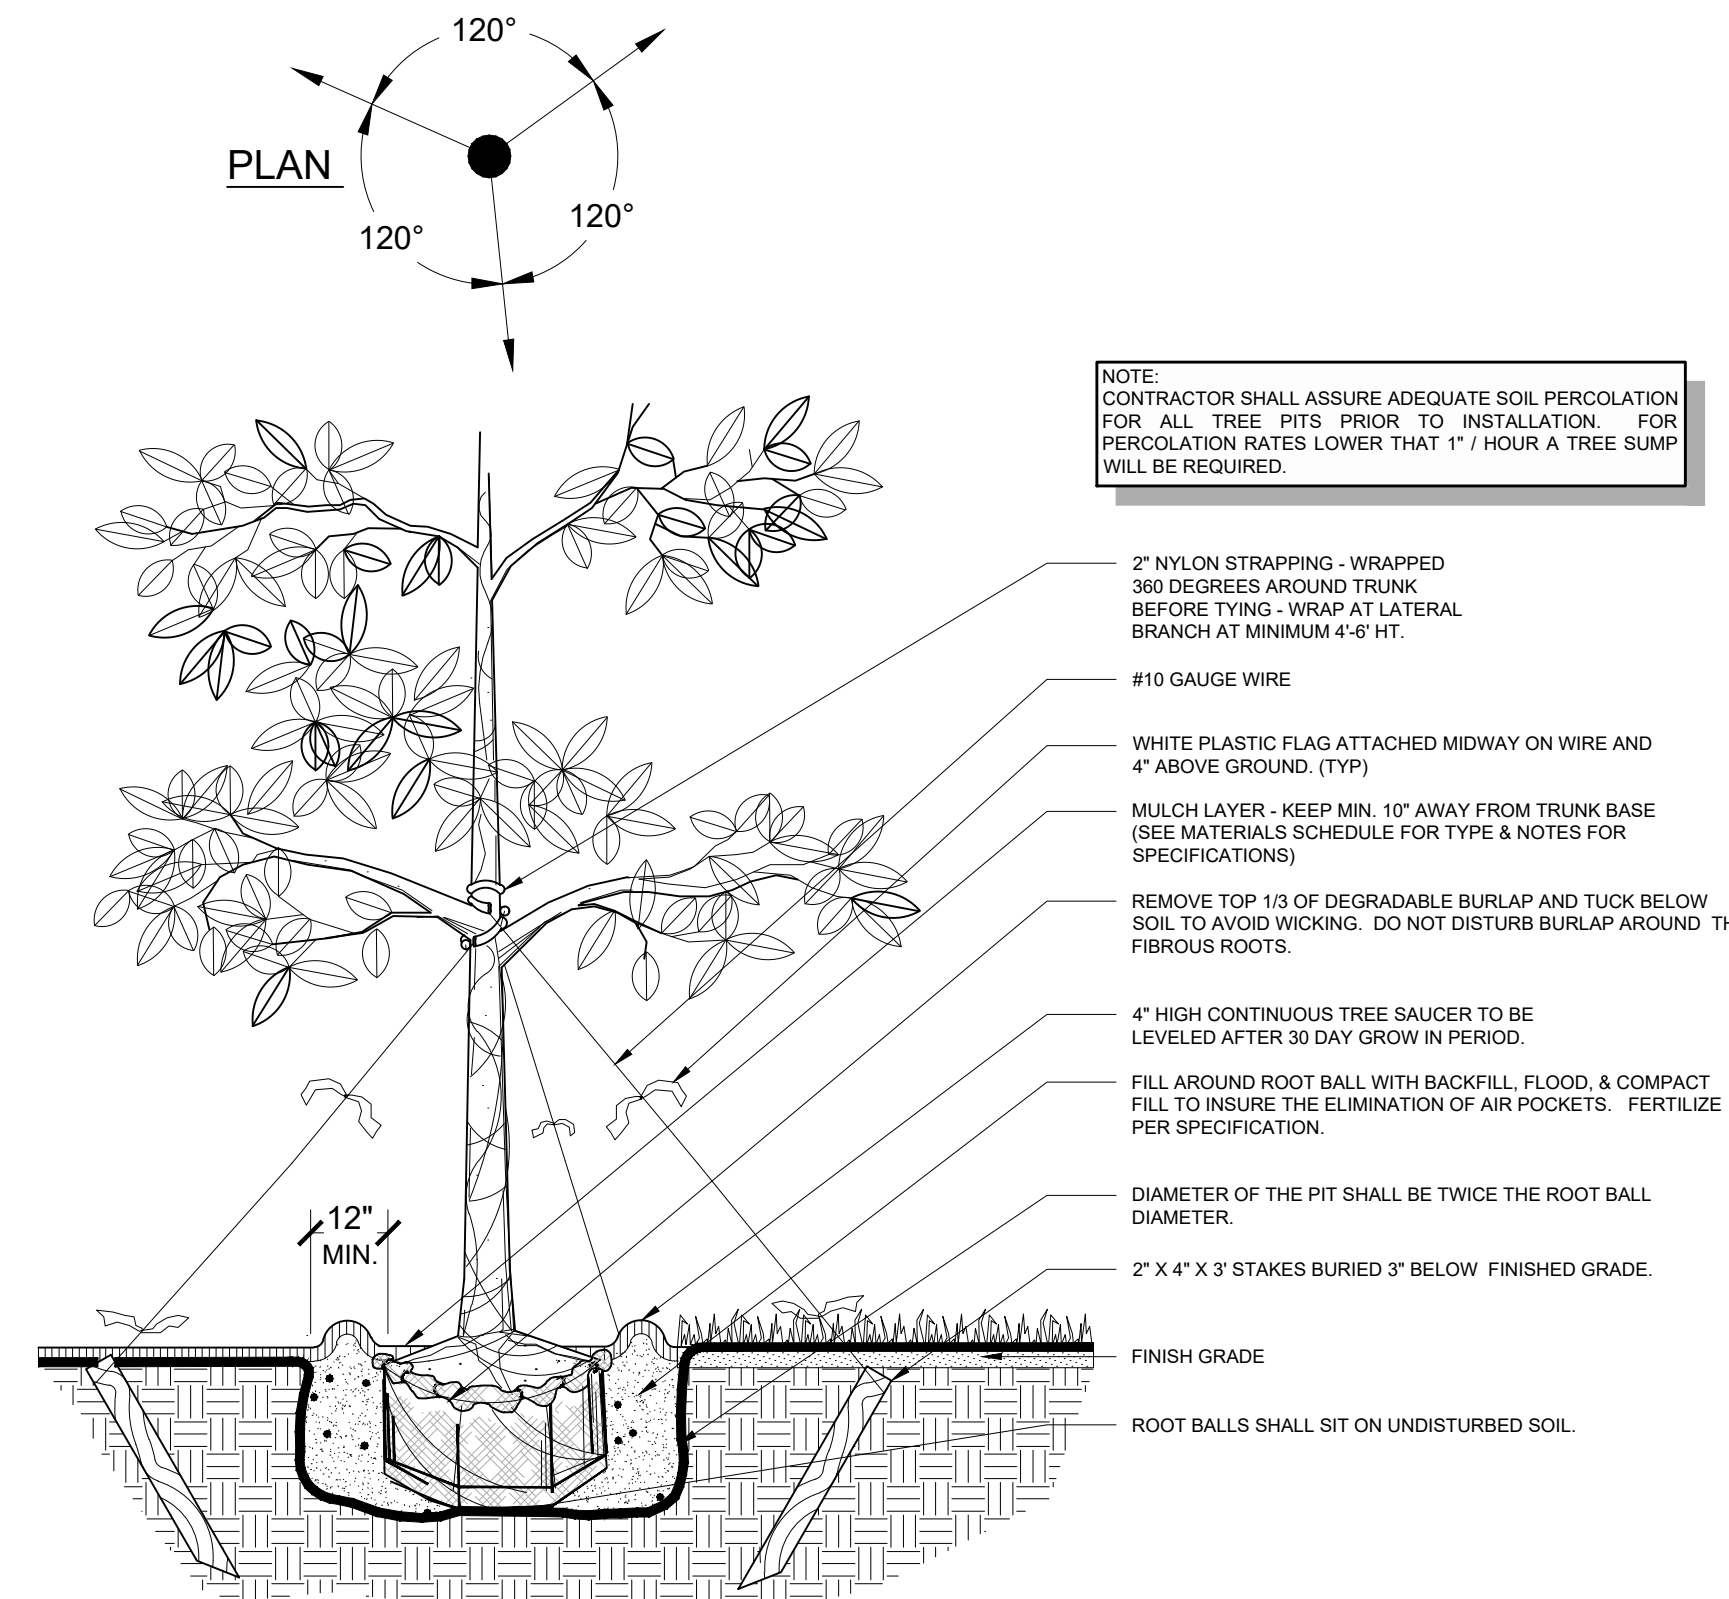 120°
PLAN
120°
120°
NOTE:
CONTRACTOR SHALL ASSURE ADEQUATE SOIL PERCOLATION
FOR ALL TREE PITS PRIOR TO INSTALLATION. FOR
PERCOLATION RATES LOWER THAT 1" / HOUR A TREE SUMP
WILL BE REQUIRED.
2" NYLON STRAPPING - WRAPPED
360 DEGREES AROUND TRUNK
BEFORE TYING - WRAP AT LATERAL
BRANCH AT MINIMUM 4'-6' HT.
#10 GAUGE WIRE
WHITE PLASTIC FLAG ATTACHED MIDWAY ON WIRE AND
4" ABOVE GROUND. (TYP)
MULCH LAYER - KEEP MIN. 10" AWAY FROM TRUNK BASE
(SEE MATERIALS SCHEDULE FOR TYPE & NOTES FOR
SPECIFICATIONS)
REMOVE TOP 1/3 OF DEGRADABLE BURLAP AND TUCK BELOW
SOIL TO AVOID WICKING. DO NOT DISTURB BURLAP AROUND
FIBROUS ROOTS.
4" HIGH CONTINUOUS TREE SAUCER TO BE
LEVELED AFTER 30 DAY GROW IN PERIOD.
FILL AROUND ROOT BALL WITH BACKFILL, FLOOD, & COMPACT
FILL TO INSURE THE ELIMINATION OF AIR POCKETS. FERTILIZE
PER SPECIFICATION.
DIAMETER OF THE PIT SHALL BE TWICE THE ROOT BALL
DIAMETER.
12"
MIN.
2" X 4" X 3' STAKES BURIED 3" BELOW FINISHED GRADE.
FINISH GRADE
ROOT BALLS SHALL SIT ON UNDISTURBED SOIL.